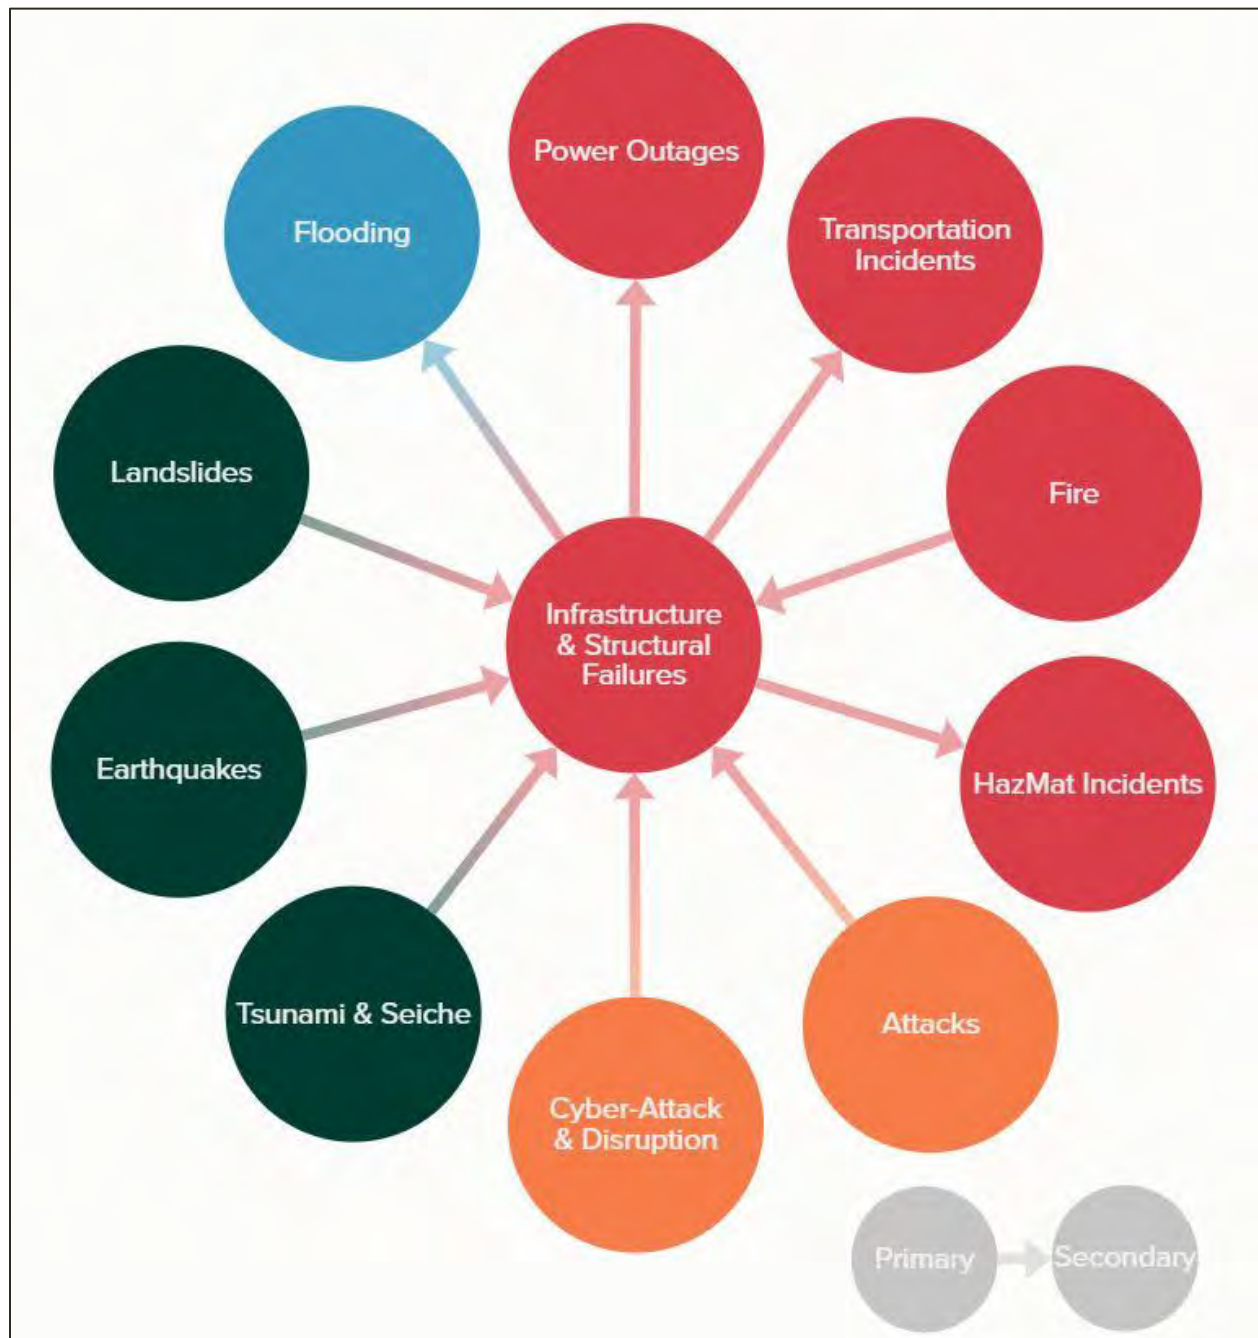 Power Outages
Transportation
Incidents
Flooding
Landslides
Fire
Infrastructure
& Structural
Failures
Earthquakes
HazMat Incidents
Tsunami & Seiche
Attacks
Cyber-Attack
& Disruption
Primary
Secondary